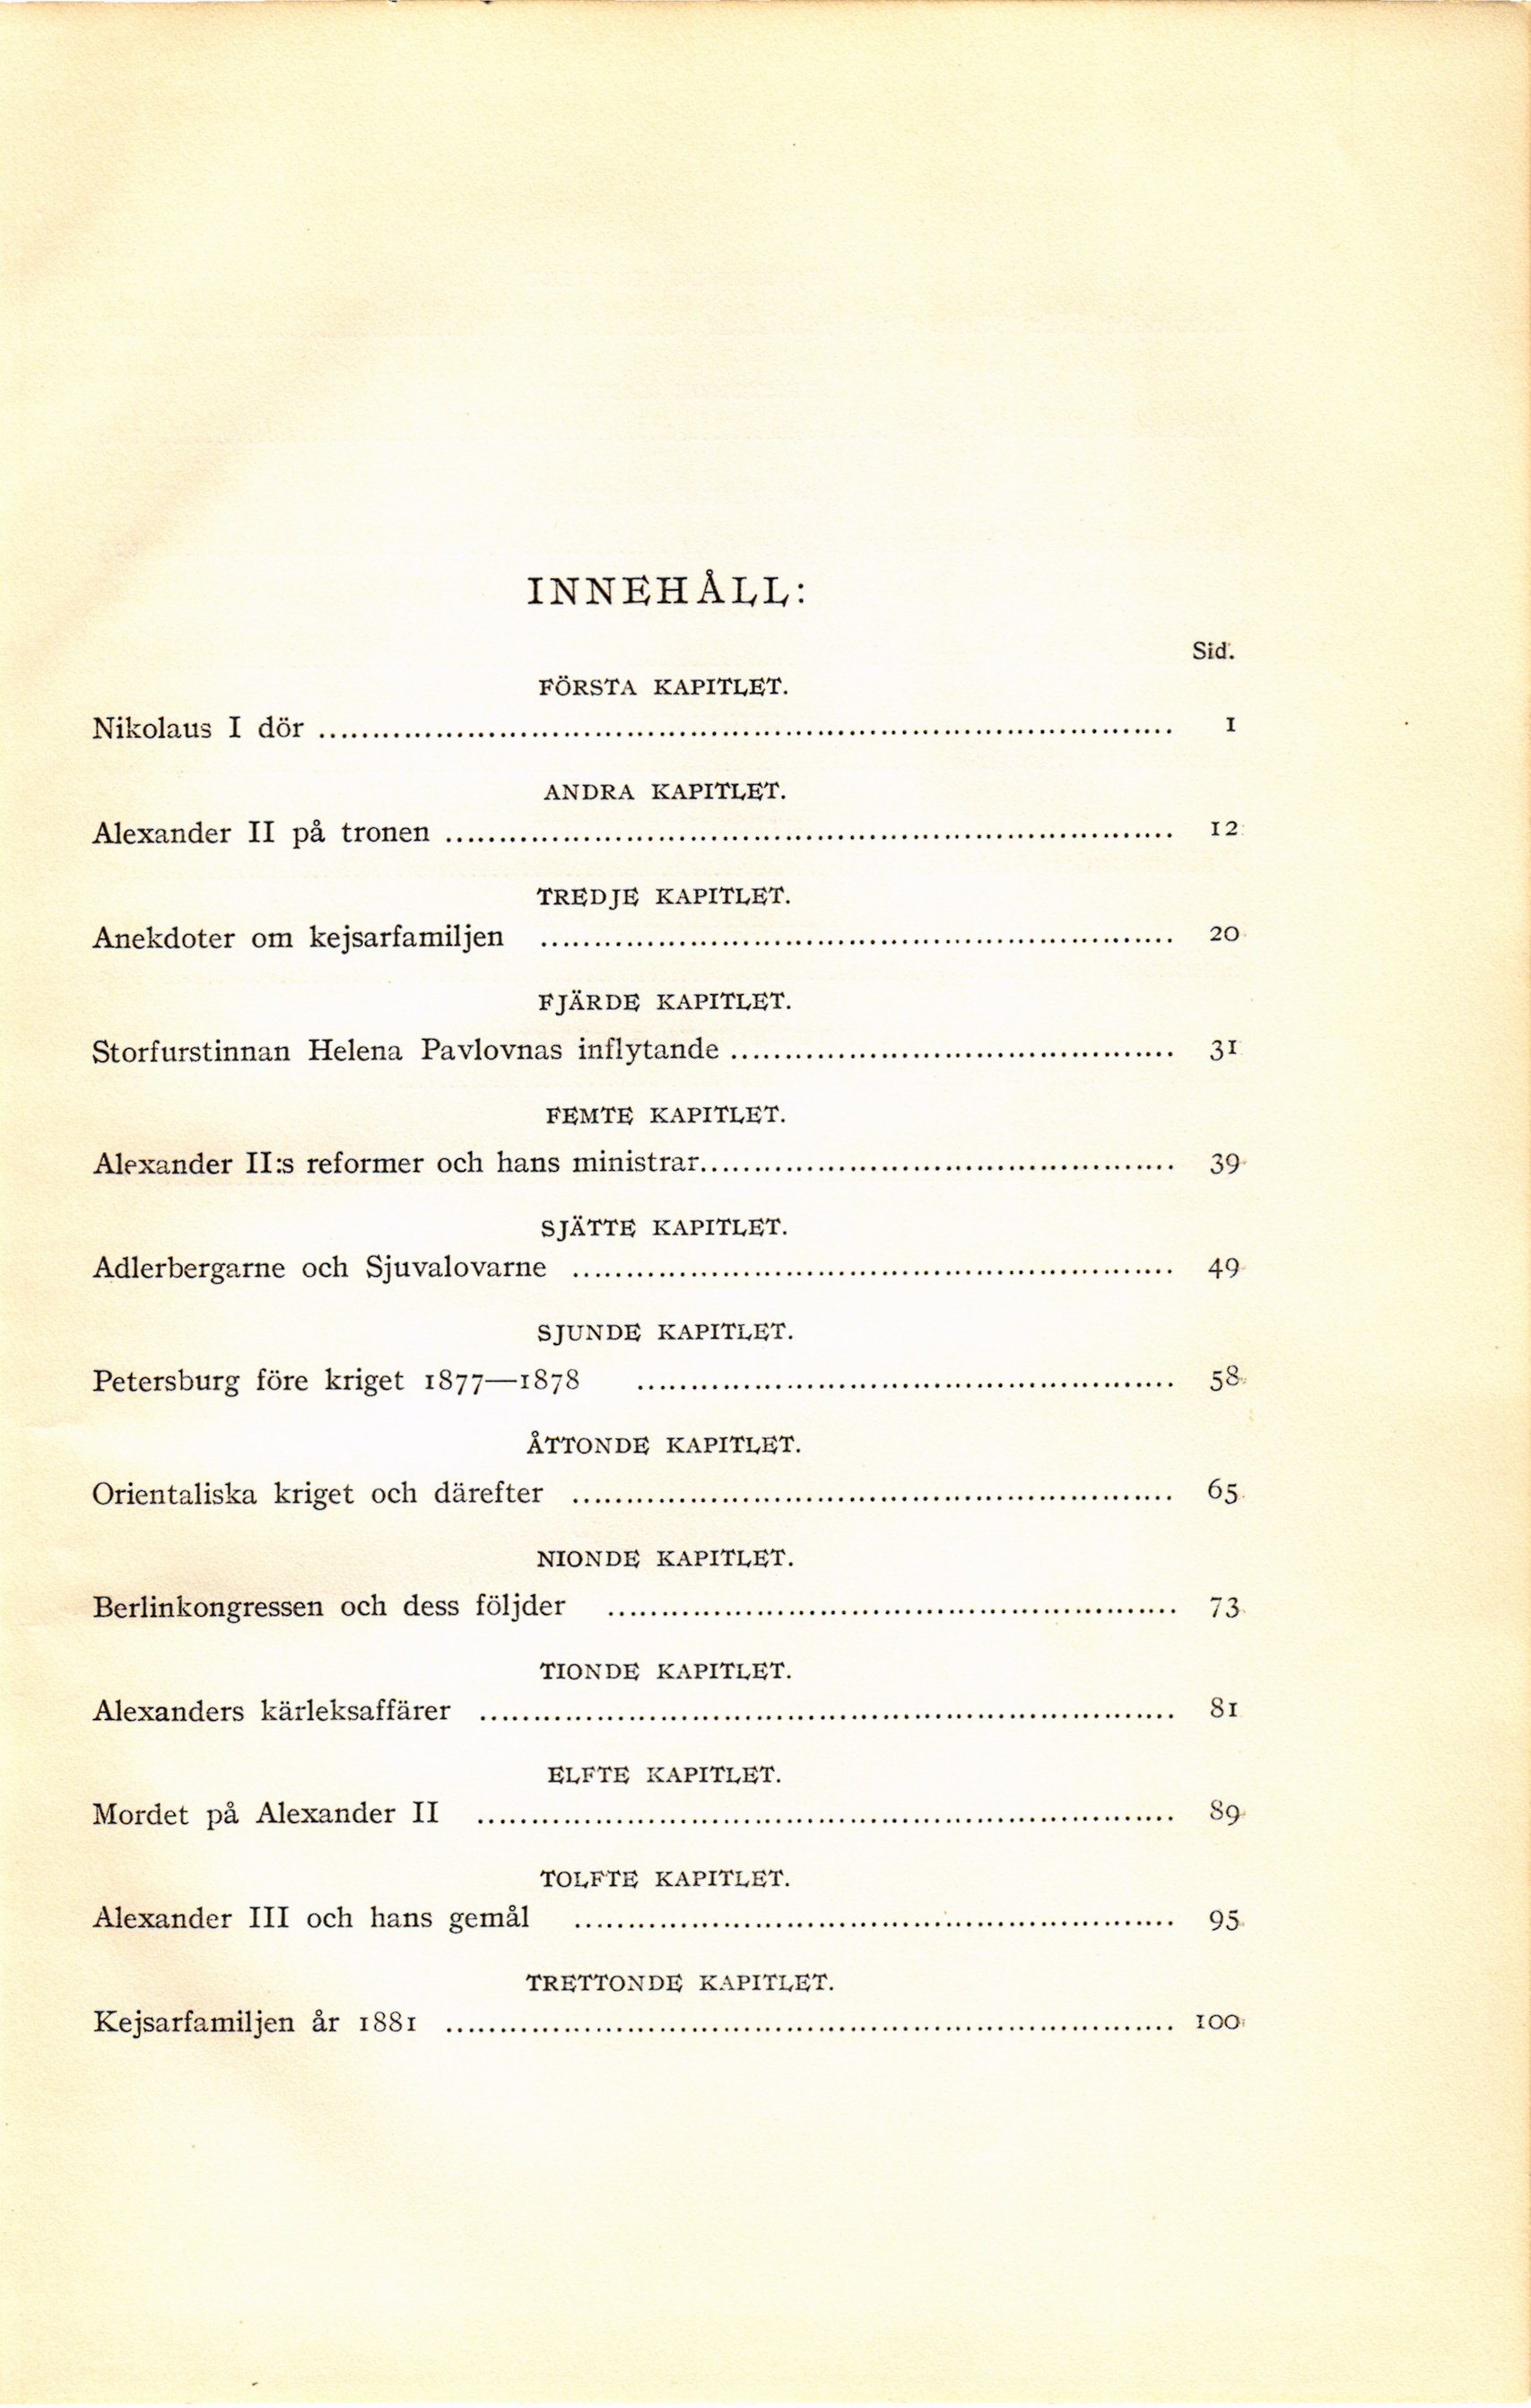 INNEHÅLL:
Sid.
FÖRSTA KAPITLET.
Nikolaus I dör ........................................ 1
ANDRA KAPITLET.
Alexander II på tronen ........................................ 12
TREDJE KAPITLET.
Anekdoter om kejsarfamiljen ........................................ 20
FJÄRDE KAPITLET.
Storfurstinnan Helena Pavlovnas inflytande ........................................ 31
FEMTE KAPITLET.
Alexander II:s reformer och hans ministrar ........................................ 39
SJÄTTE KAPITLET.
Adlerbergarne och Sjuvalovarne ........................................ 49
SJUNDE KAPITLET.
Petersburg före kriget 1877—1878 ........................................ 58
ÅTTONDE KAPITLET.
Orientaliska kriget och därefter ........................................ 65
NIONDE KAPITLET.
Berlinkongressen och dess följder ........................................ 73
TIONDE KAPITLET.
Alexanders kärleksaffärer ........................................ 81
ELFTE KAPITLET.
Mordet på Alexander II ........................................ 89
TOLFTE KAPITLET.
Alexander III och hans gemål ........................................ 95
TRETTONDE KAPITLET.
Kejsarfamiljen år 1881 ........................................ 100